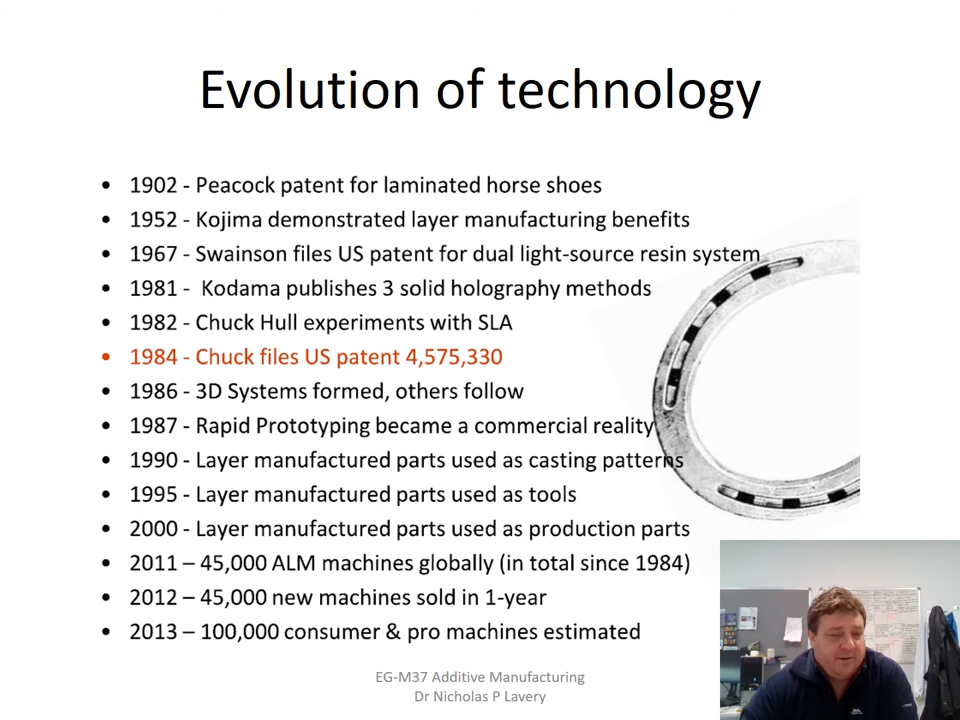 Evolution of technology
• 1902 - Peacock patent for laminated horse shoes
• 1952 - Kojima demonstrated layer manufacturing benefits
• 1967 - Swainson files US patent for dual light-source resin system
• 1981 - Kodama publishes 3 solid holography methods
• 1982 - Chuck Hull experiments with SLA
• 1984 - Chuck files US patent 4,575,330
• 1986 - 3D Systems formed, others follow
• 1987 - Rapid Prototyping became a commercial reality
• 1990 - Layer manufactured parts used as casting patterns
• 1995 - Layer manufactured parts used as tools
• 2000 - Layer manufactured parts used as production parts
• 2011 – 45,000 ALM machines globally (in total since 1984)
• 2012 – 45,000 new machines sold in 1-year
• 2013 – 100,000 consumer & pro machines estimated
EG-M37 Additive Manufacturing
Dr Nicholas P Lavery